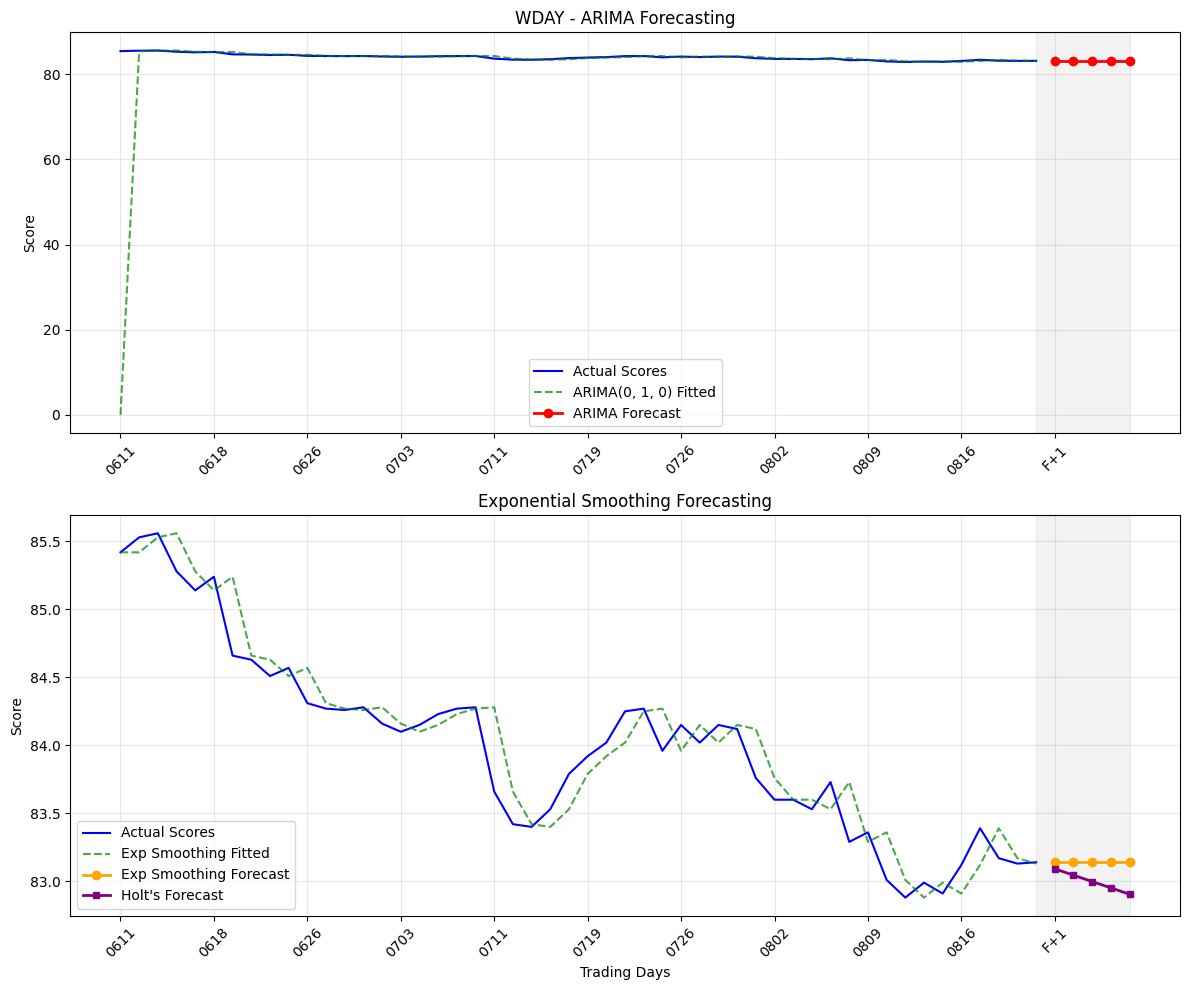 WDAY - ARIMA Forecasting
Score
80
60
40
20
0
Actual Scores
ARIMA(0, 1, 0) Fitted
ARIMA Forecast
0611
0618
0626
0703
0711
0719
0726
0802
0809
0816
F+1
Exponential Smoothing Forecasting
Score
85.5
85.0
84.5
84.0
83.5
83.0
Actual Scores
Exp Smoothing Fitted
Exp Smoothing Forecast
Holt's Forecast
0611
0618
0626
0703
0711
0719
0726
0802
0809
0816
F+1
Trading Days